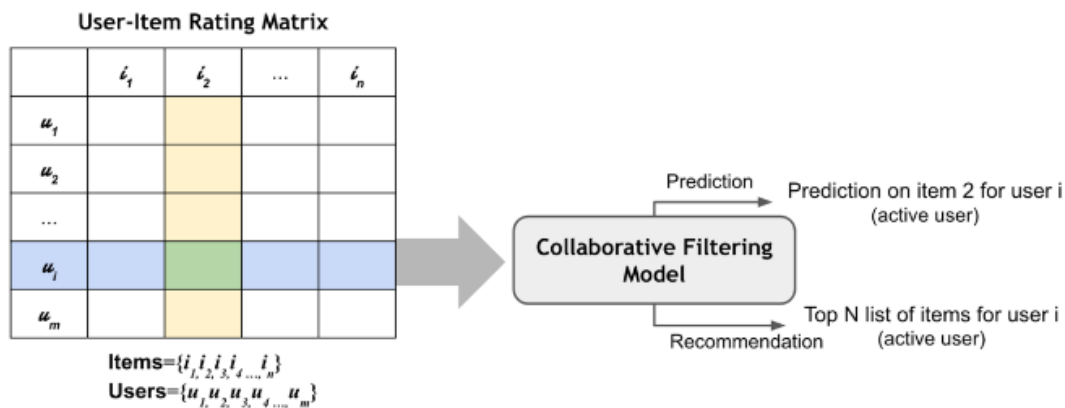 User-Item Rating Matrix
i₁ i₂ ... iₙ
u₁
u₂
...
uᵢ
uₘ
Items={i₁, i₂, i₃, i₄ ..., iₙ}
Users={u₁, u₂, u₃, u₄ ..., uₘ}
Collaborative Filtering
Model
Prediction
Prediction on item 2 for user i
(active user)
Recommendation
Top N list of items for user i
(active user)